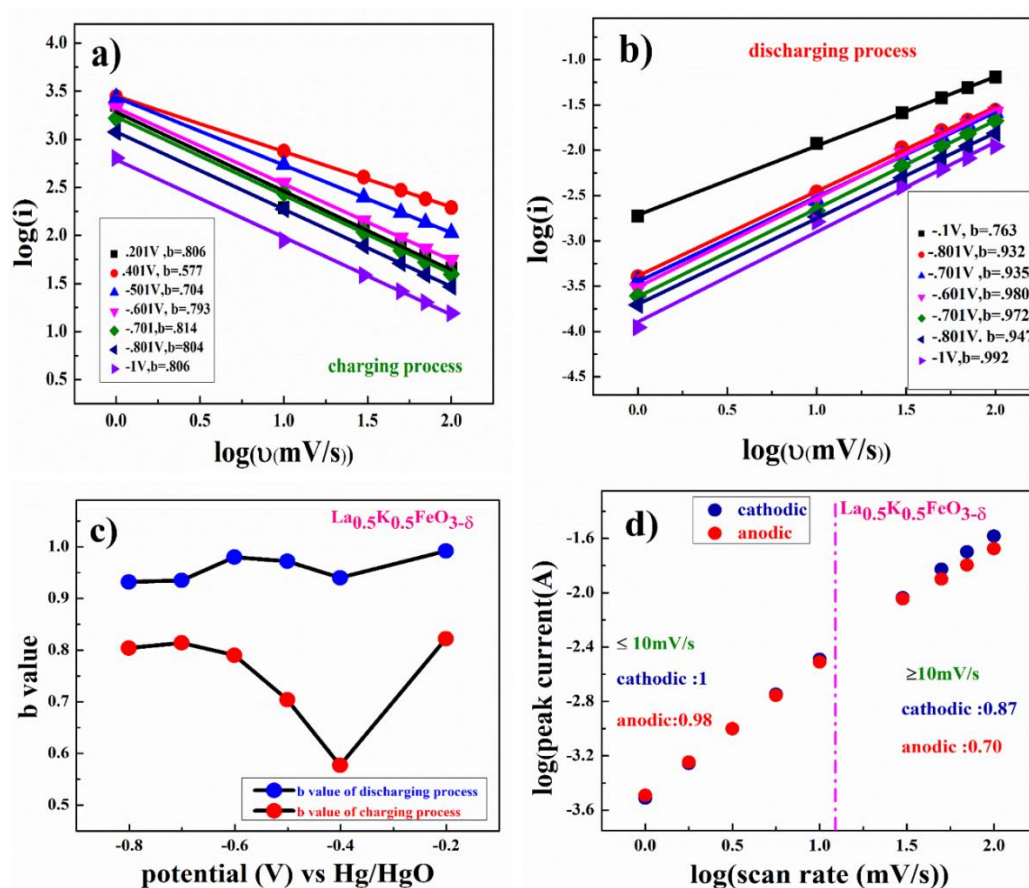 a)
4.0
3.5
3.0
2.5
2.0
1.5
1.0
0.5
log(i)
.201V,b=.806
.401V,b=.577
-501V,b=.704
-.601V, b=.793
-.701,b=.814
-.801V,b=804
-1V,b=.806
charging process
0.0 0.5 1.0 1.5 2.0
log(υ(mV/s))
b)
discharging process
-1.0
-1.5
-2.0
-2.5
-3.0
-3.5
-4.0
-4.5
log(i)
-.1V, b=.763
-.801V, b=.932
-.701V, b=.935
-.601V, b=.980
-.701V, b=.972
-.801V. b=.947
-1V,b=.992
0.0 0.5 1.0 1.5 2.0
log(υ(mV/s))
c)
La0.5K0.5FeO3-δ
1.0
0.9
0.8
0.7
0.6
0.5
b value
b value of discharging process
b value of charging process
-0.8 -0.6 -0.4 -0.2
potential (V) vs Hg/HgO
d)
cathodic
anodic
La0.5K0.5FeO3-δ
-1.6
-2.0
-2.4
-2.8
-3.2
-3.6
log(peak current(A)
≤ 10mV/s
cathodic :1
anodic:0.98
≥10mV/s
cathodic :0.87
anodic :0.70
0.0 0.5 1.0 1.5 2.0
log(scan rate (mV/s)